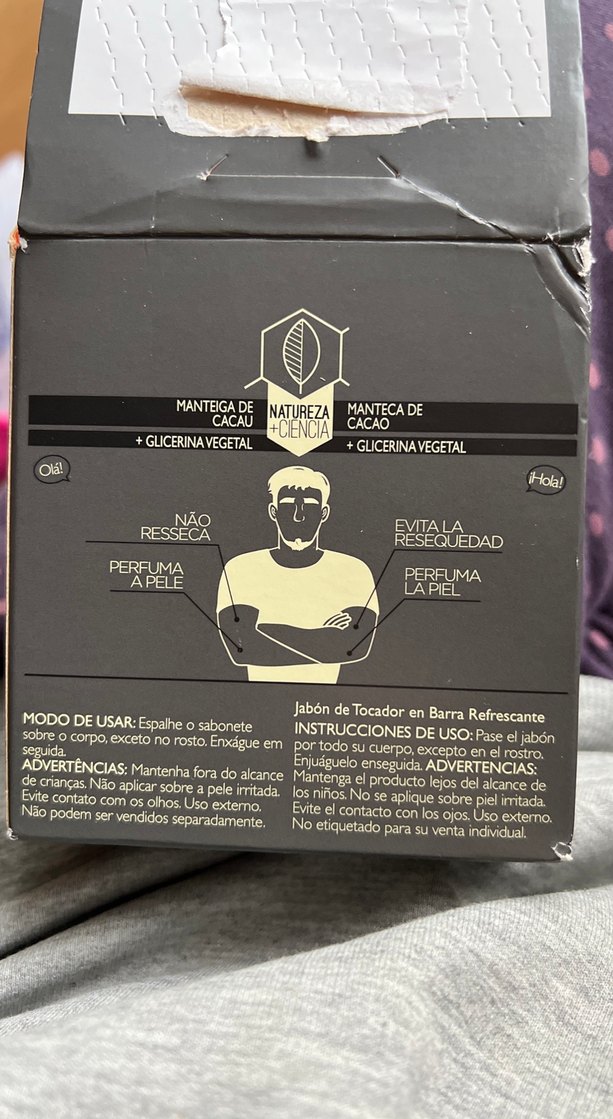 NATUREZA
+CIÊNCIA
MANTEIGA DE
CACAU
+ GLICERINA VEGETAL
MANTECA DE
CACAO
+ GLICERINA VEGETAL
Olá!
¡Hola!
NÃO
RESSECA
PERFUMA
A PELE
EVITA LA
RESEQUEDAD
PERFUMA
LA PIEL
MODO DE USAR: Espalhe o sabonete
sobre o corpo, exceto no rosto. Enxágue em
seguida.
ADVERTÊNCIAS: Mantenha fora do alcance
de crianças. Não aplicar sobre a pele irritada.
Evite contato com os olhos. Uso externo.
Não podem ser vendidos separadamente.
Jabón de Tocador en Barra Refrescante
INSTRUCCIONES DE USO: Pase el jabón
por todo su cuerpo, excepto en el rostro.
Enjuáguelo enseguida. ADVERTENCIAS:
Mantenga el producto lejos del alcance de
los niños. No se aplique sobre piel irritada.
Evite el contacto con los ojos. Uso externo.
No etiquetado para su venta individual.